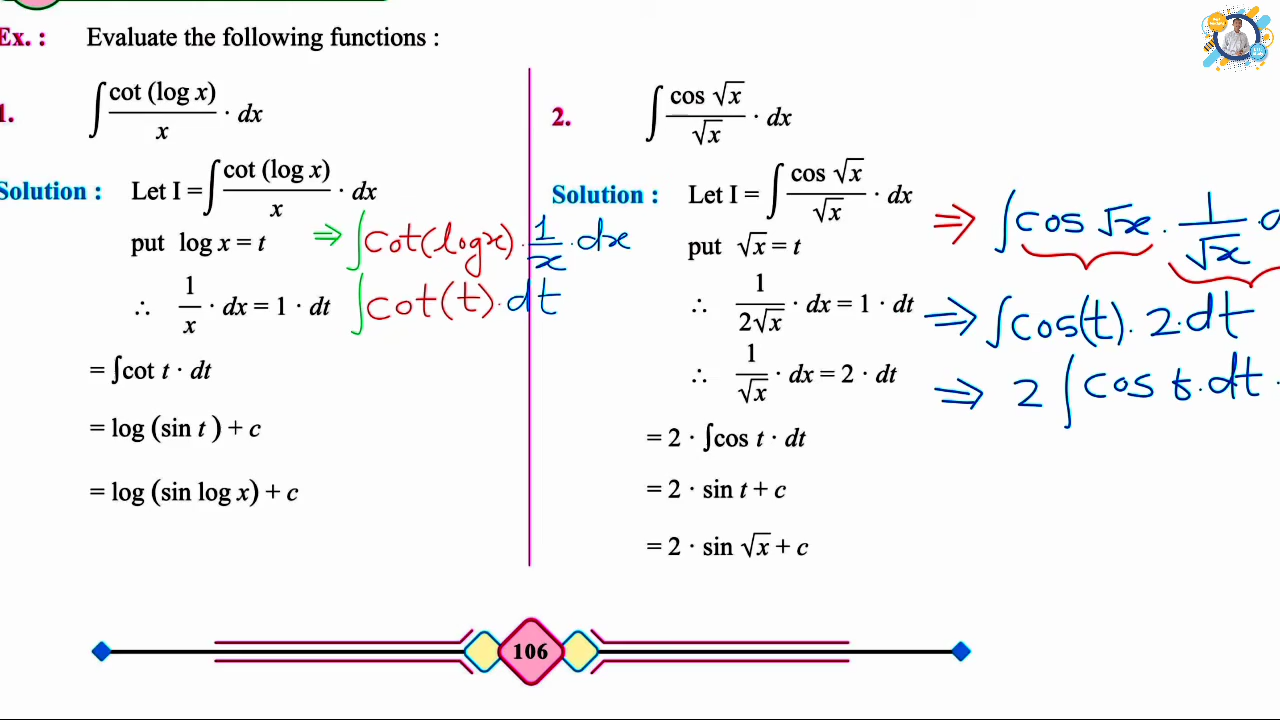 Ex. : Evaluate the following functions :
1. ∫ cot (log x) / x · dx
Solution : Let I = ∫ cot (log x) / x · dx
put log x = t
⇒ ∫cot(log x) · 1/x · dx
∴ 1/x · dx = 1 · dt
∫cot(t) · dt
= ∫cot t · dt
= log (sin t ) + c
= log (sin log x) + c
2. ∫ cos √x / √x · dx
Solution : Let I = ∫ cos √x / √x · dx
⇒ ∫cos √x · 1/√x ·
put √x = t
∴ 1 / 2√x · dx = 1 · dt
⇒ ∫cos(t) · 2 · dt
∴ 1 / √x · dx = 2 · dt
⇒ 2 ∫ cos t · dt
= 2 · ∫cos t · dt
= 2 · sin t + c
= 2 · sin √x + c
106